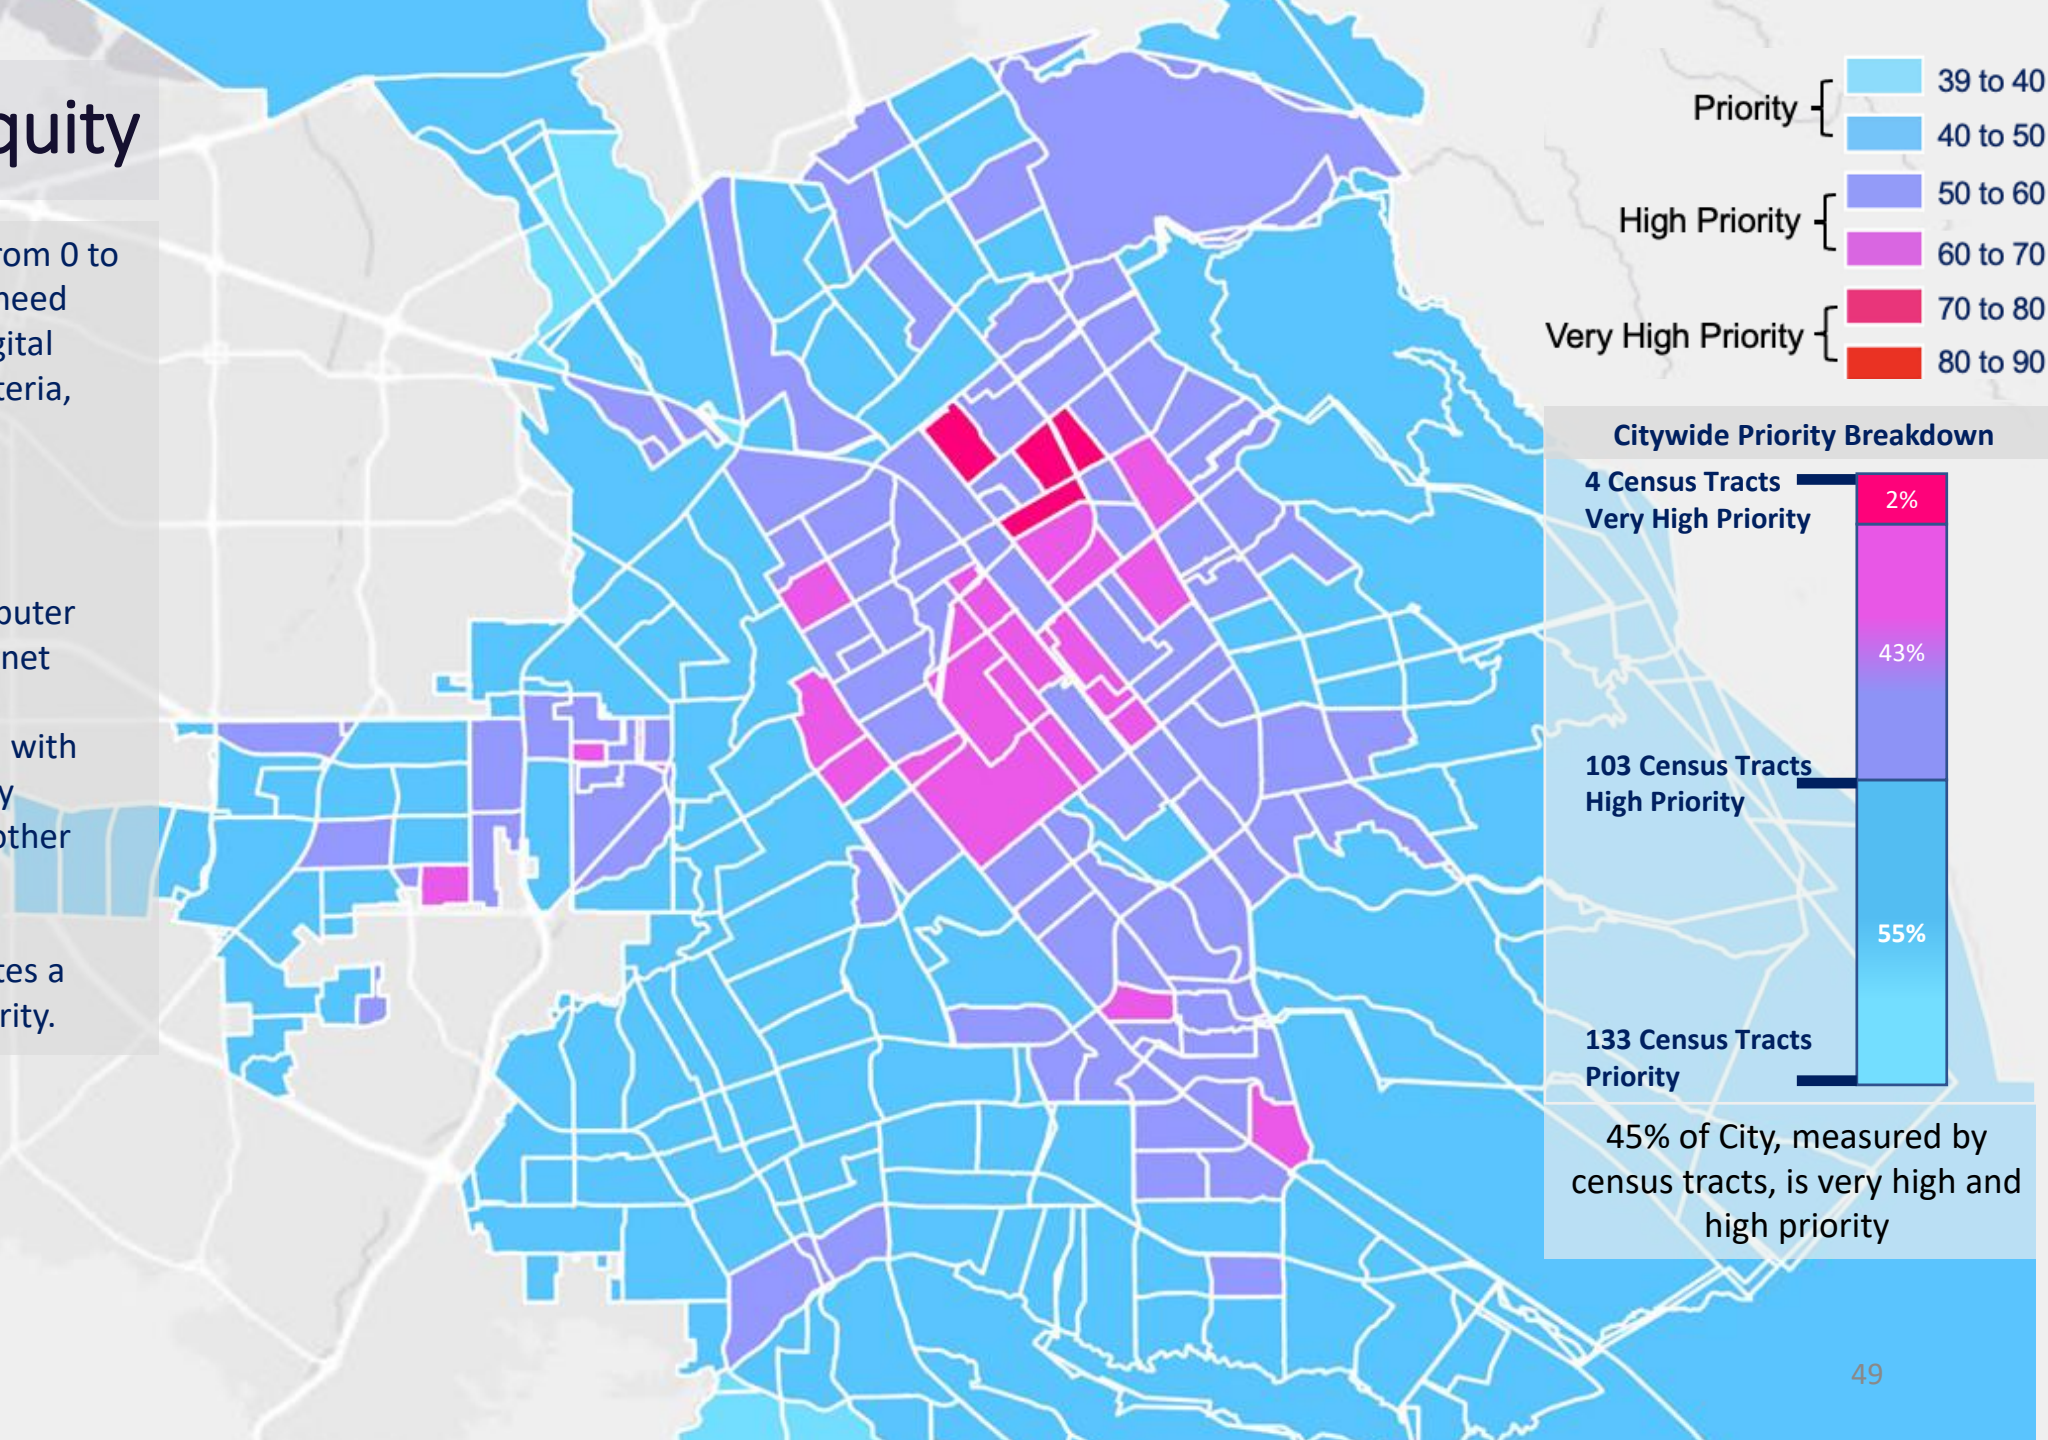 quity
rom 0 to
need
gital
teria,
puter
net
with
y
other
tes a
rity.
Priority
39 to 40
40 to 50
High Priority
50 to 60
60 to 70
Very High Priority
70 to 80
80 to 90
Citywide Priority Breakdown
4 Census Tracts
Very High Priority
2%
43%
103 Census Tracts
High Priority
55%
133 Census Tracts
Priority
45% of City, measured by
census tracts, is very high and
high priority
49